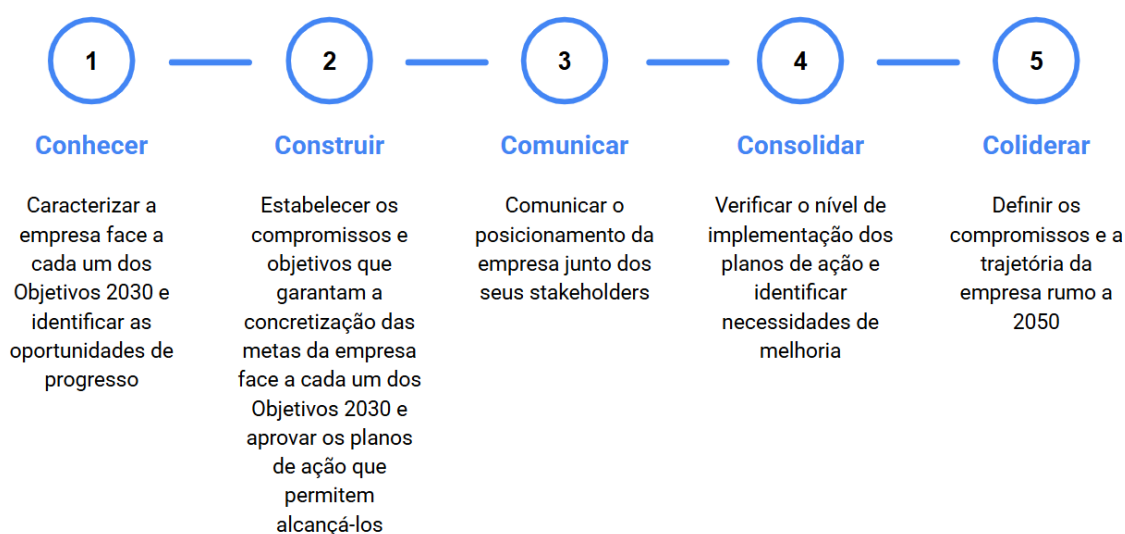 1
Conhecer
Caracterizar a
empresa face a
cada um dos
Objetivos 2030 e
identificar as
oportunidades de
progresso
2
Construir
Estabelecer os
compromissos e
objetivos que
garantam a
concretização das
metas da empresa
face a cada um dos
Objetivos 2030 e
aprovar os planos
de ação que
permitem
alcançá-los
3
Comunicar
Comunicar o
posicionamento da
empresa junto dos
seus stakeholders
4
Consolidar
Verificar o nível de
implementação dos
planos de ação e
identificar
necessidades de
melhoria
5
Coliderar
Definir os
compromissos e a
trajetória da
empresa rumo a
2050